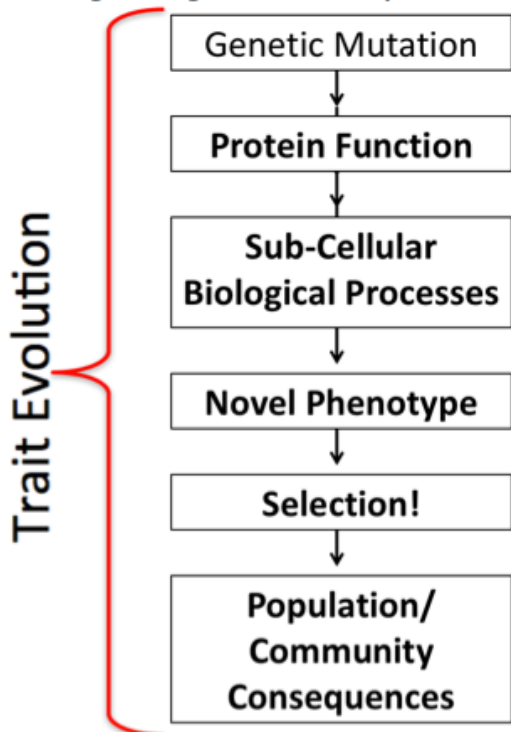 Genetic Mutation
Protein Function
Sub-Cellular
Biological Processes
Novel Phenotype
Selection!
Population/
Community
Consequences
Trait Evolution